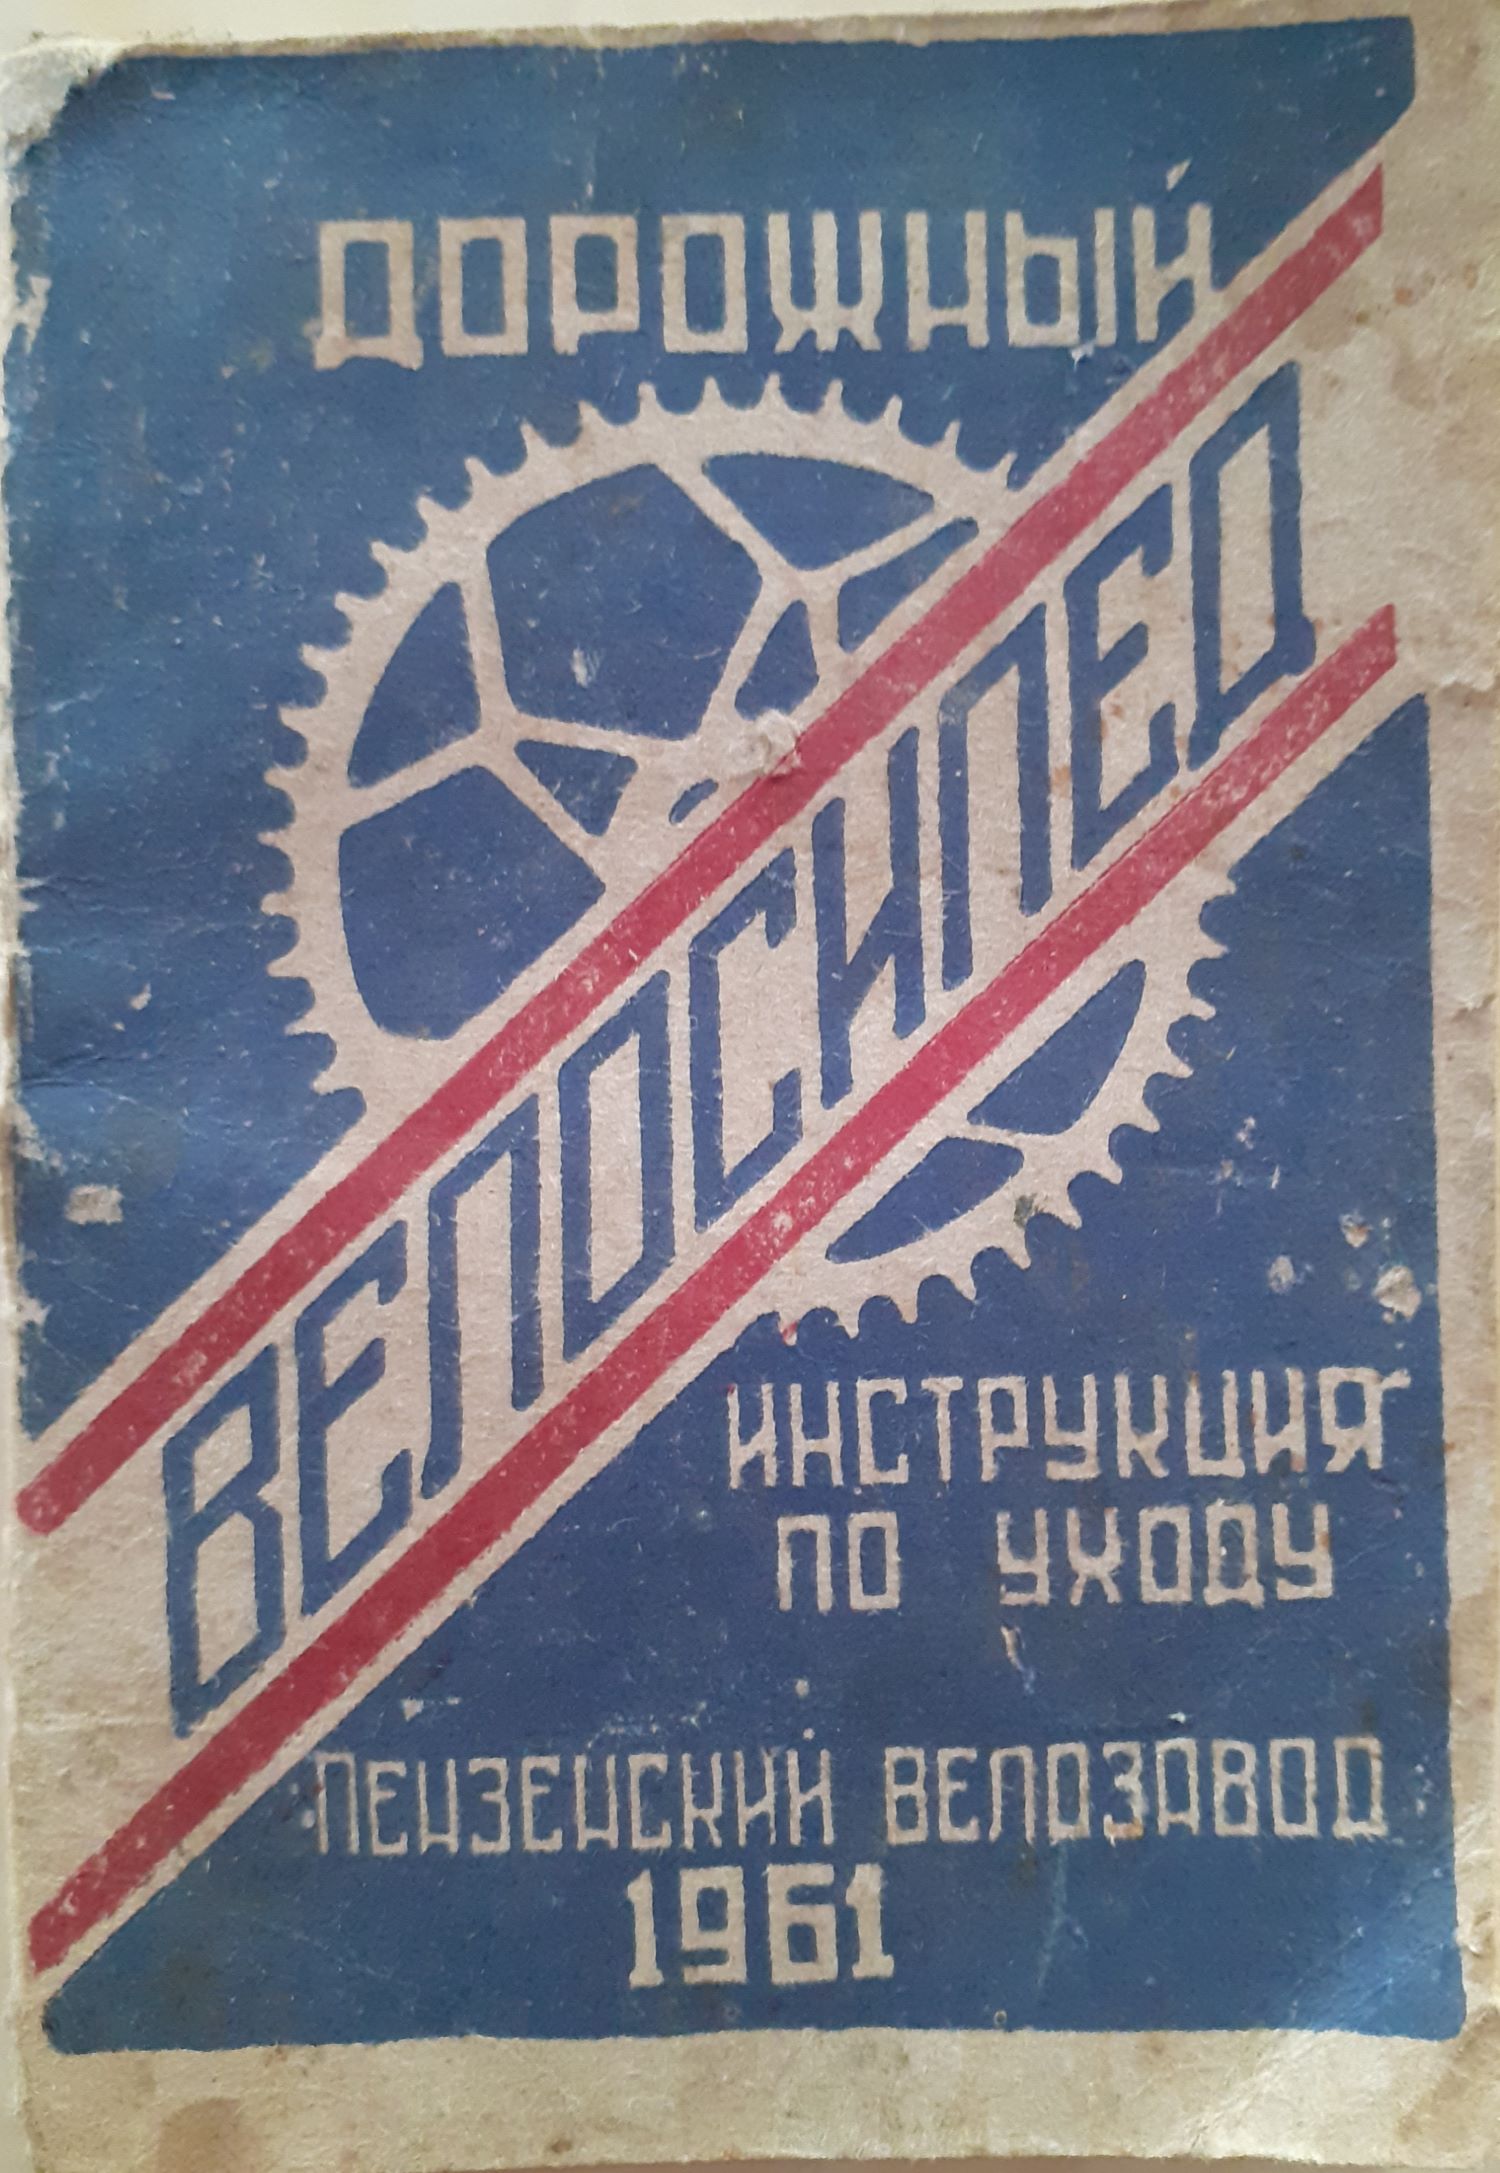 ДОРОЖНЫЙ
ВЕЛОСИПЕД
ИНСТРУКЦИЯ
ПО УХОДУ
ПЕНЗЕНСКИЙ ВЕЛОЗАВОД
1961